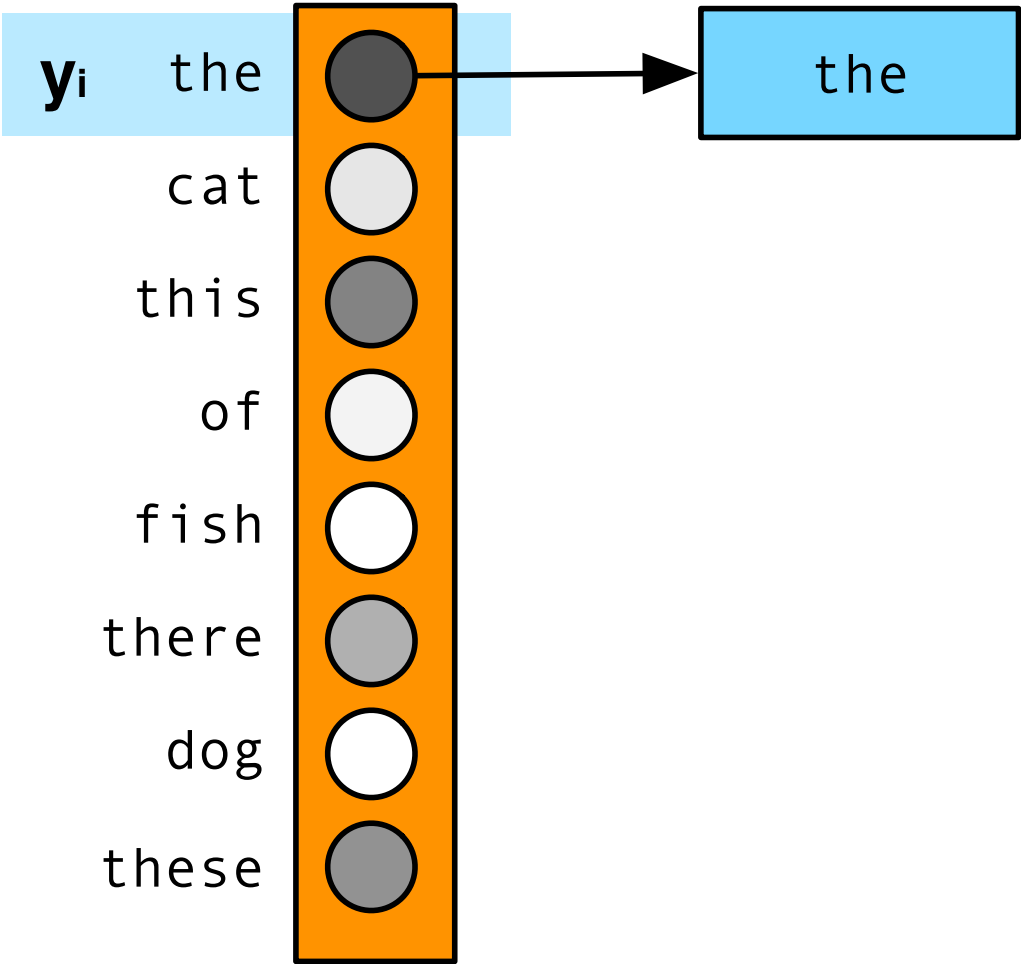 yi the the
cat
this
of
fish
there
dog
these